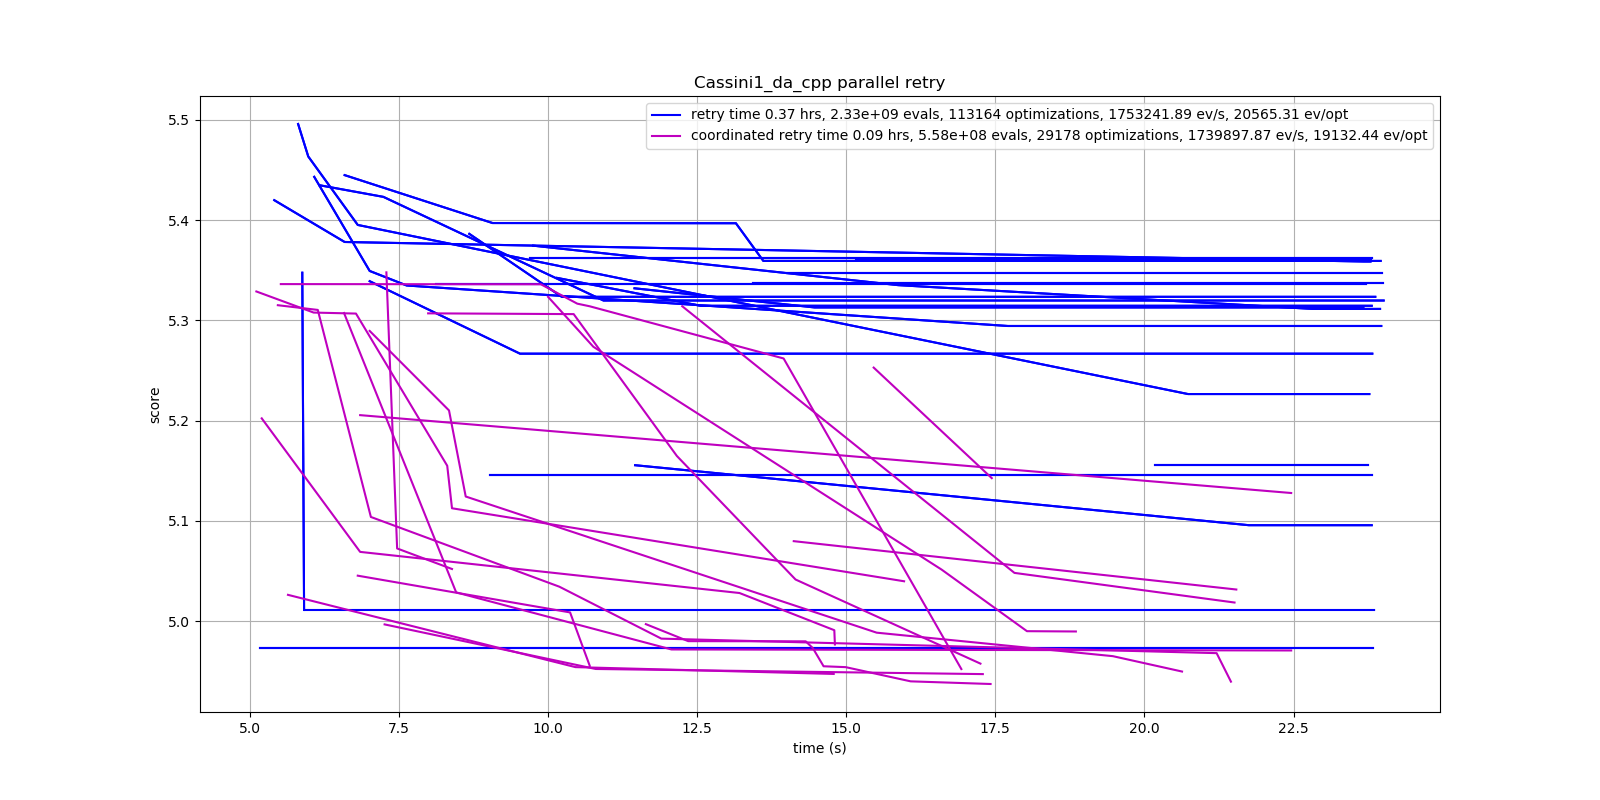 Cassini1_da_cpp parallel retry
retry time 0.37 hrs, 2.33e+09 evals, 113164 optimizations, 1753241.89 ev/s, 20565.31 ev/opt
coordinated retry time 0.09 hrs, 5.58e+08 evals, 29178 optimizations, 1739897.87 ev/s, 19132.44 ev/opt
score
5.5
5.4
5.3
5.2
5.1
5.0
5.0 7.5 10.0 12.5 15.0 17.5 20.0 22.5
time (s)